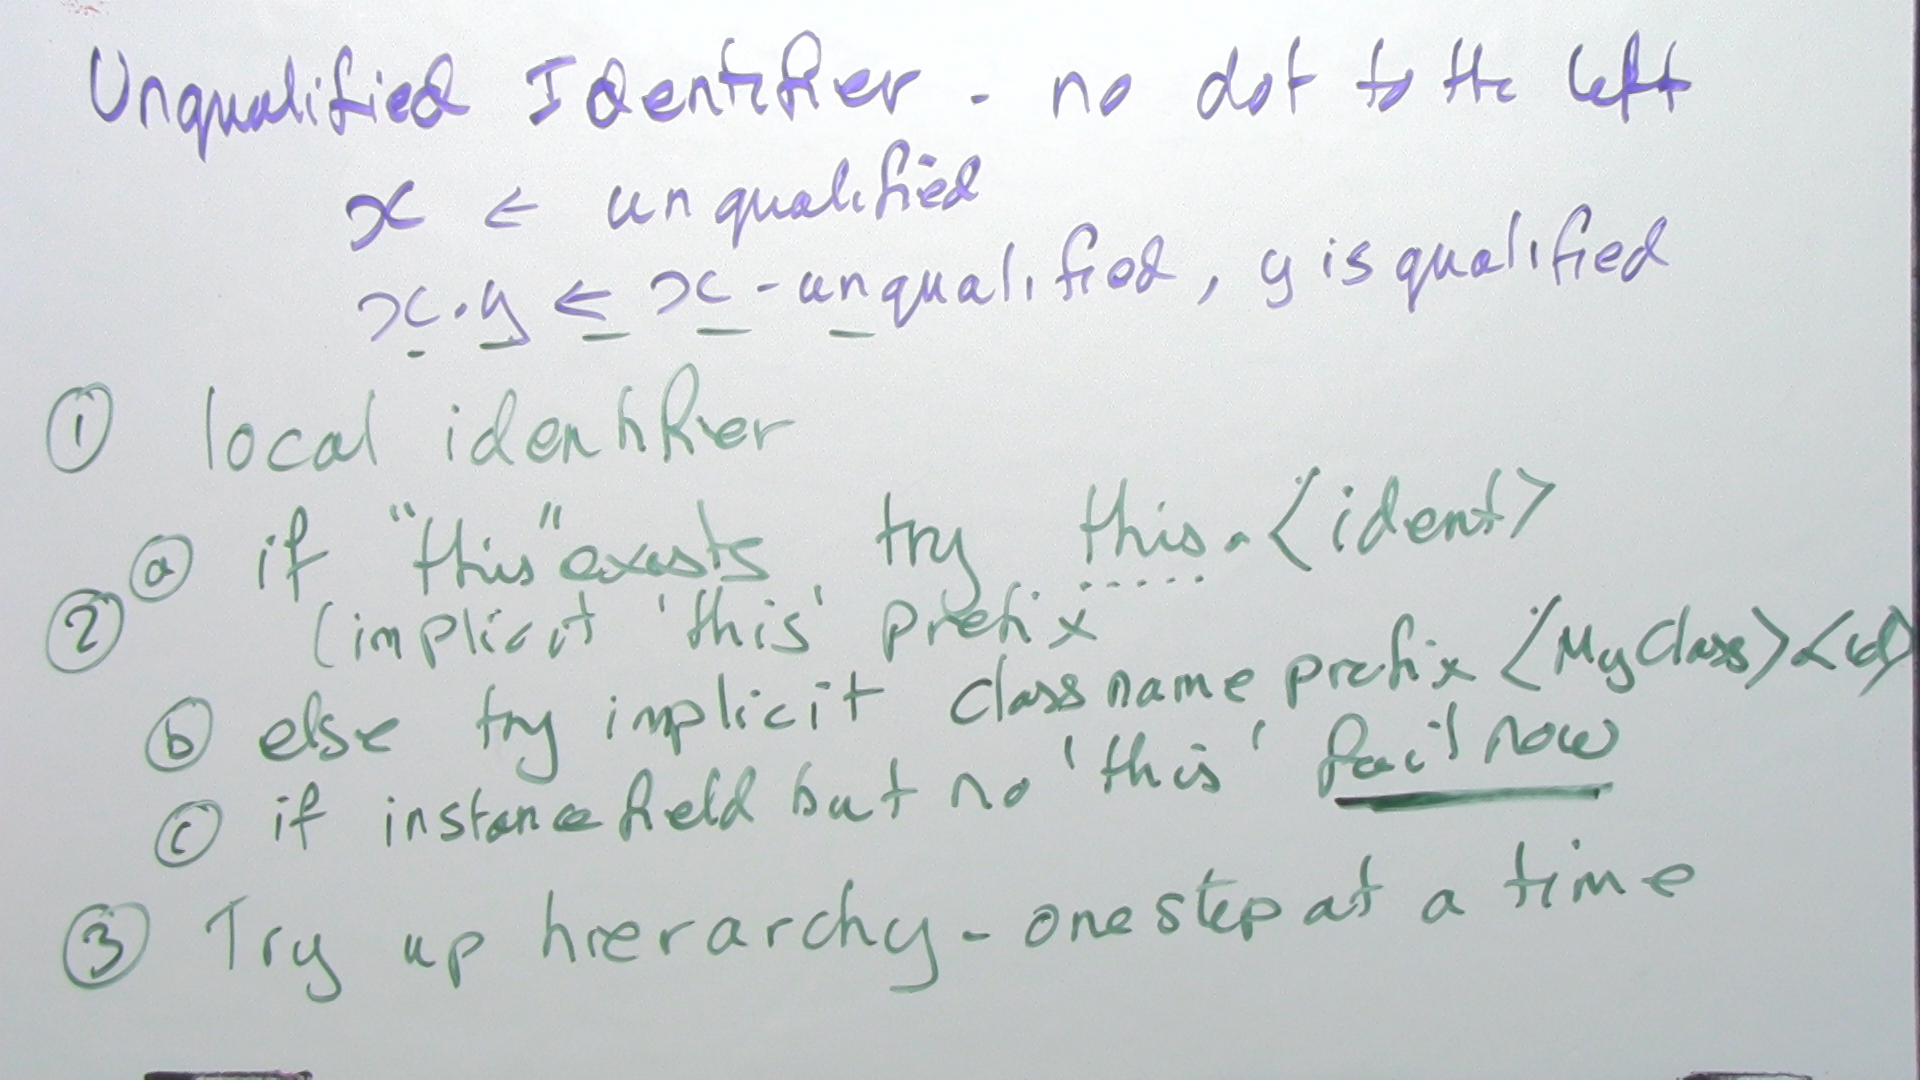 Unqualified Identifier - no dot to the left
x ← unqualified
x.y ← x - unqualified, y is qualified
① local identifier
ⓐ if "this" exists try this.<ident>
② (implicit 'this' prefix
ⓑ else try implicit classname prefix <MyClass>.<id>
ⓒ if instance field but no 'this' fail now
③ Try up hierarchy - one step at a time